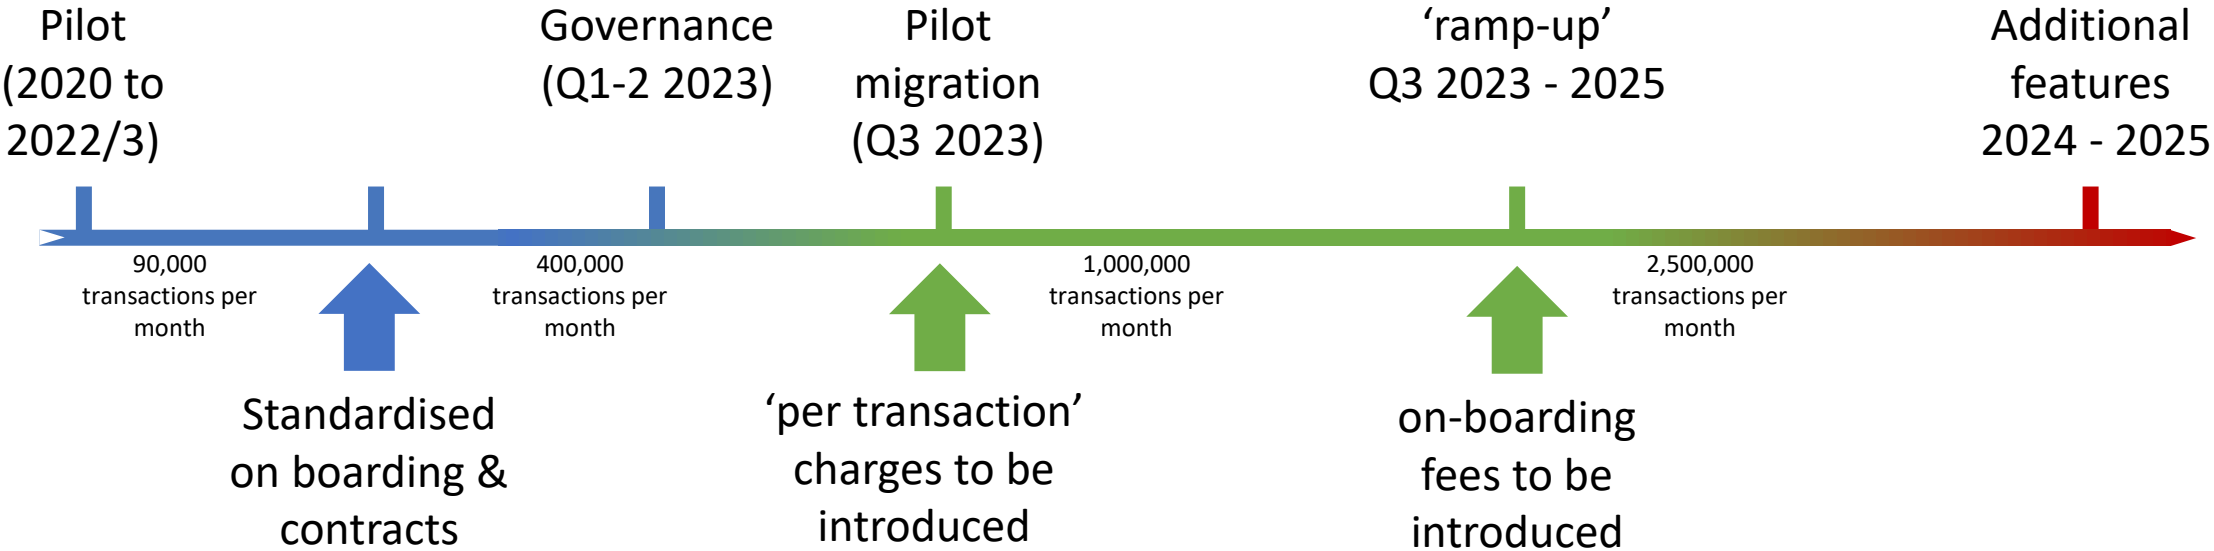 Pilot
(2020 to
2022/3)
Governance
(Q1-2 2023)
Pilot
migration
(Q3 2023)
‘ramp-up’
Q3 2023 - 2025
Additional
features
2024 - 2025
90,000
transactions per
month
400,000
transactions per
month
1,000,000
transactions per
month
2,500,000
transactions per
month
Standardised
on boarding &
contracts
‘per transaction’
charges to be
introduced
on-boarding
fees to be
introduced